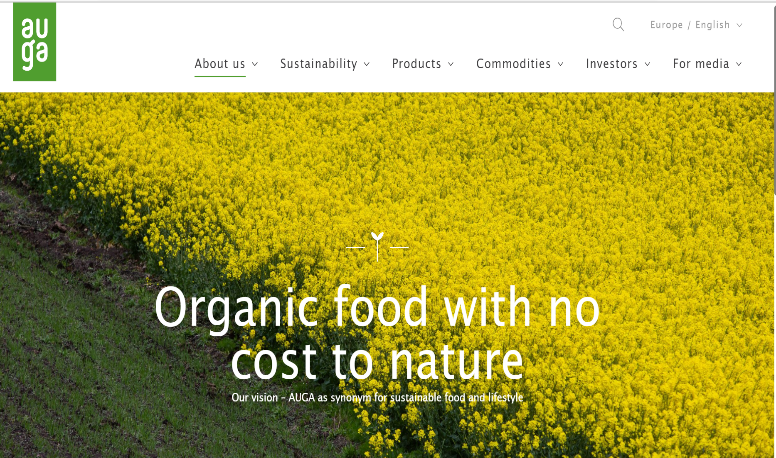 au
ga
Europe / English
About us
Sustainability
Products
Commodities
Investors
For media
Organic food with no
cost to nature
Our vision - AUGA as synonym for sustainable food and lifestyle